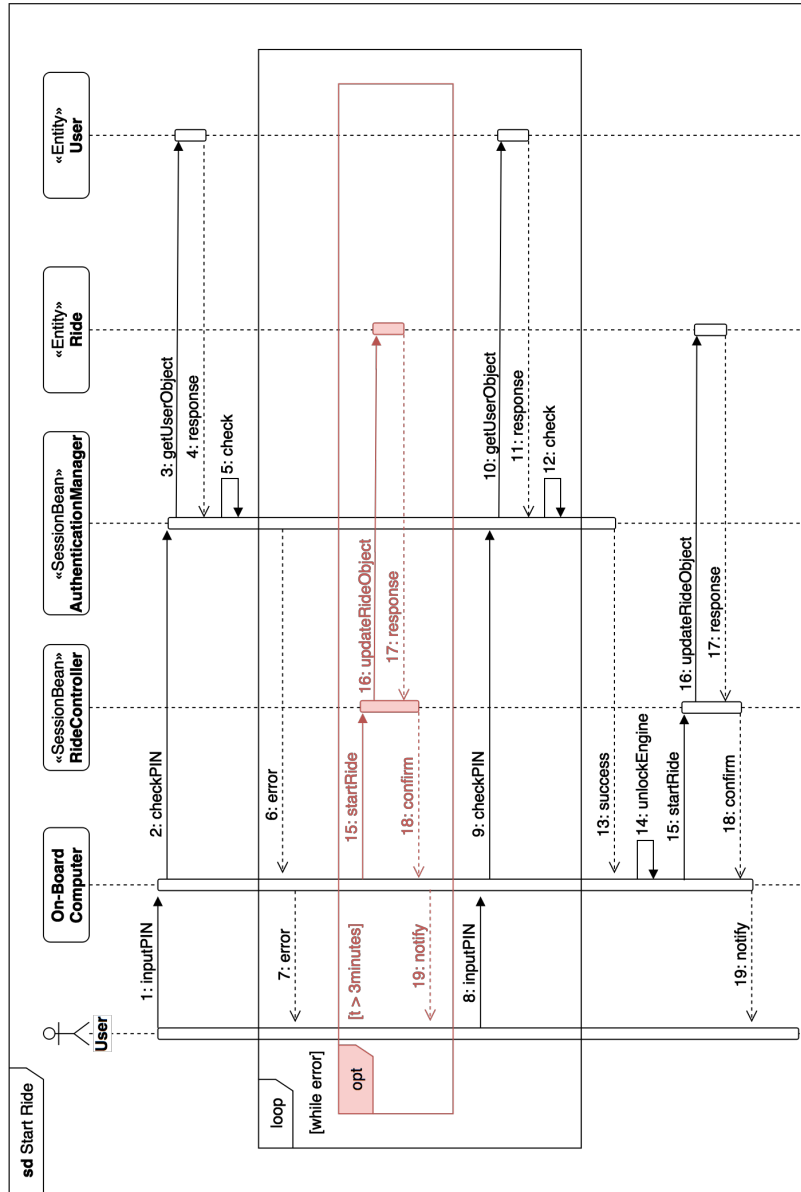 sd Start Ride
User
On-Board
Computer
«SessionBean»
RideController
«SessionBean»
AuthenticationManager
«Entity»
Ride
«Entity»
User
1: inputPIN
2: checkPIN
3: getUserObject
4: response
5: check
loop
[while error]
6: error
7: error
opt
[t > 3minutes]
15: startRide
16: updateRideObject
17: response
18: confirm
19: notify
8: inputPIN
9: checkPIN
10: getUserObject
11: response
12: check
13: success
14: unlockEngine
15: startRide
16: updateRideObject
17: response
18: confirm
19: notify